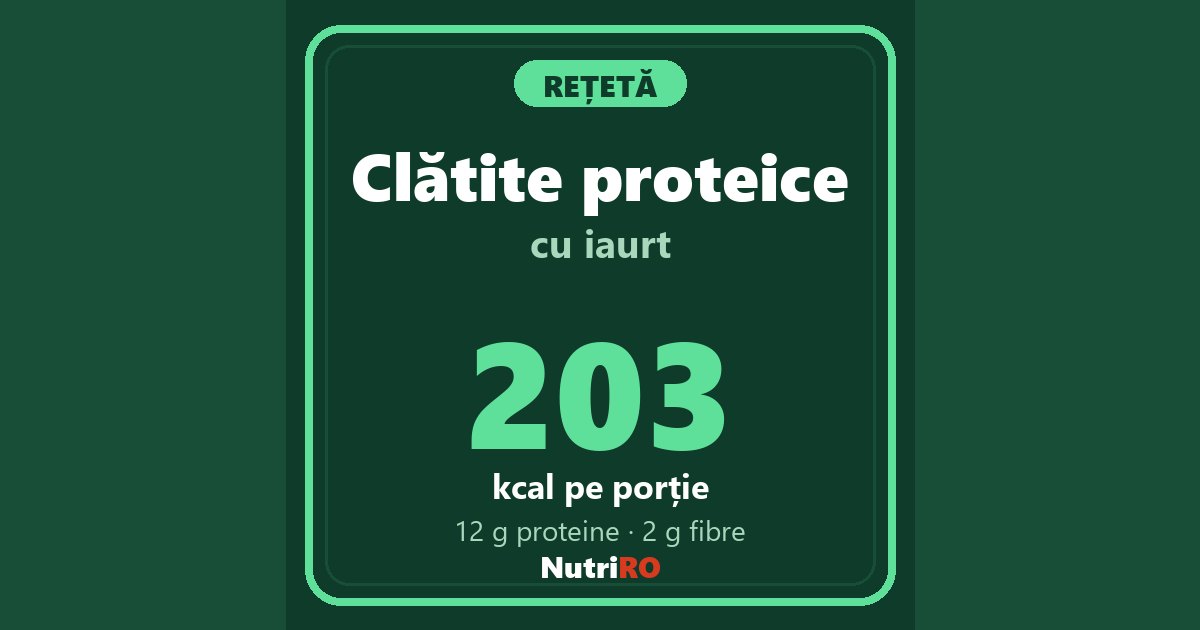 REȚETĂ
Clătite proteice
cu iaurt
203
kcal pe porție
12 g proteine · 2 g fibre
NutriRO